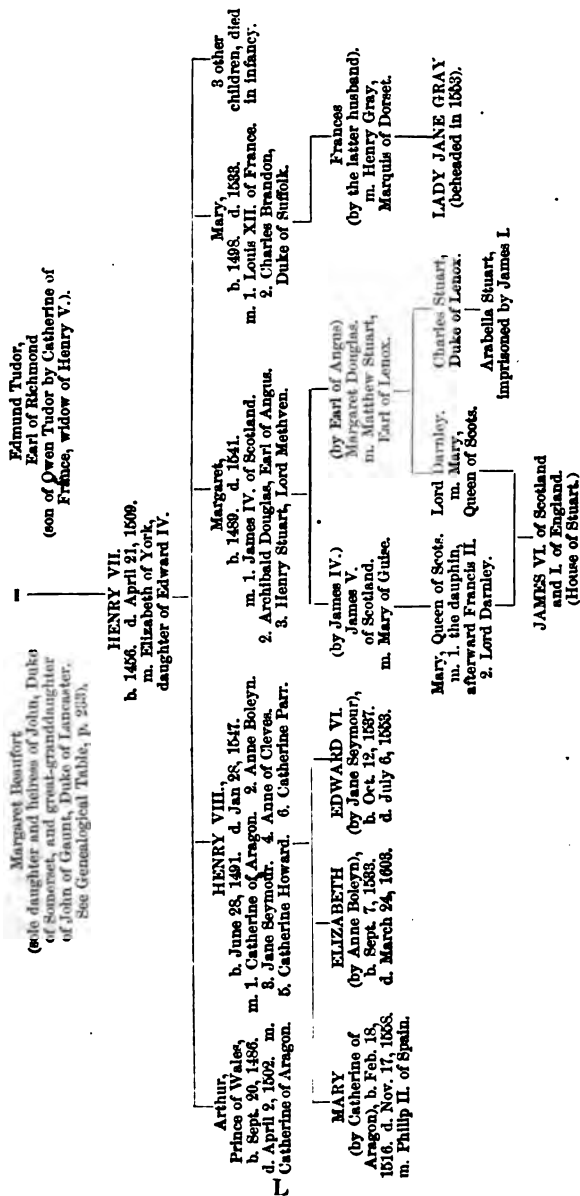 Margaret Beaufort
(sole daughter and heiress of John, Duke
of Somerset, and great-granddaughter
of John of Gaunt, Duke of Lancaster.
See Genealogical Table, p. 233).
=
Edmund Tudor,
Earl of Richmond
(son of Owen Tudor by Catherine of
France, widow of Henry V.).
HENRY VII.
b. 1456. d. April 21, 1509.
m. Elizabeth of York,
daughter of Edward IV.
Arthur,
Prince of Wales,
b. Sept. 20, 1486.
d. April 2, 1502. m.
Catherine of Aragon.
HENRY VIII.,
b. June 28, 1491. d. Jan 28, 1547.
m. 1. Catherine of Aragon. 2. Anne Boleyn.
3. Jane Seymour. 4. Anne of Cleves.
5. Catherine Howard. 6. Catherine Parr.
Margaret,
b. 1489. d. 1541.
m. 1. James IV. of Scotland.
2. Archibald Douglas, Earl of Angus.
3. Henry Stuart, Lord Methven.
Mary,
b. 1498. d. 1533.
m. 1. Louis XII. of France.
2. Charles Brandon,
Duke of Suffolk.
3 other
children, died
in infancy.
MARY
(by Catherine of
Aragon), b. Feb. 18,
1516. d. Nov. 17, 1558.
m. Philip II. of Spain.
ELIZABETH
(by Anne Boleyn),
b. Sept. 7, 1533.
d. March 24, 1603.
EDWARD VI.
(by Jane Seymour),
b. Oct. 12, 1537.
d. July 6, 1553.
(by James IV.)
James V.
of Scotland.
m. Mary of Guise.
(by Earl of Angus)
Margaret Douglas.
m. Matthew Stuart,
Earl of Lenox.
Frances
(by the latter husband).
m. Henry Gray,
Marquis of Dorset.
Mary, Queen of Scots.
m. 1. the dauphin,
afterward Francis II.
2. Lord Darnley.
Lord Darnley.
m. Mary,
Queen of Scots.
Charles Stuart,
Duke of Lenox.
LADY JANE GRAY
(beheaded in 1553).
JAMES VI. of Scotland
and I. of England.
(House of Stuart.)
Arabella Stuart,
imprisoned by James I.
L